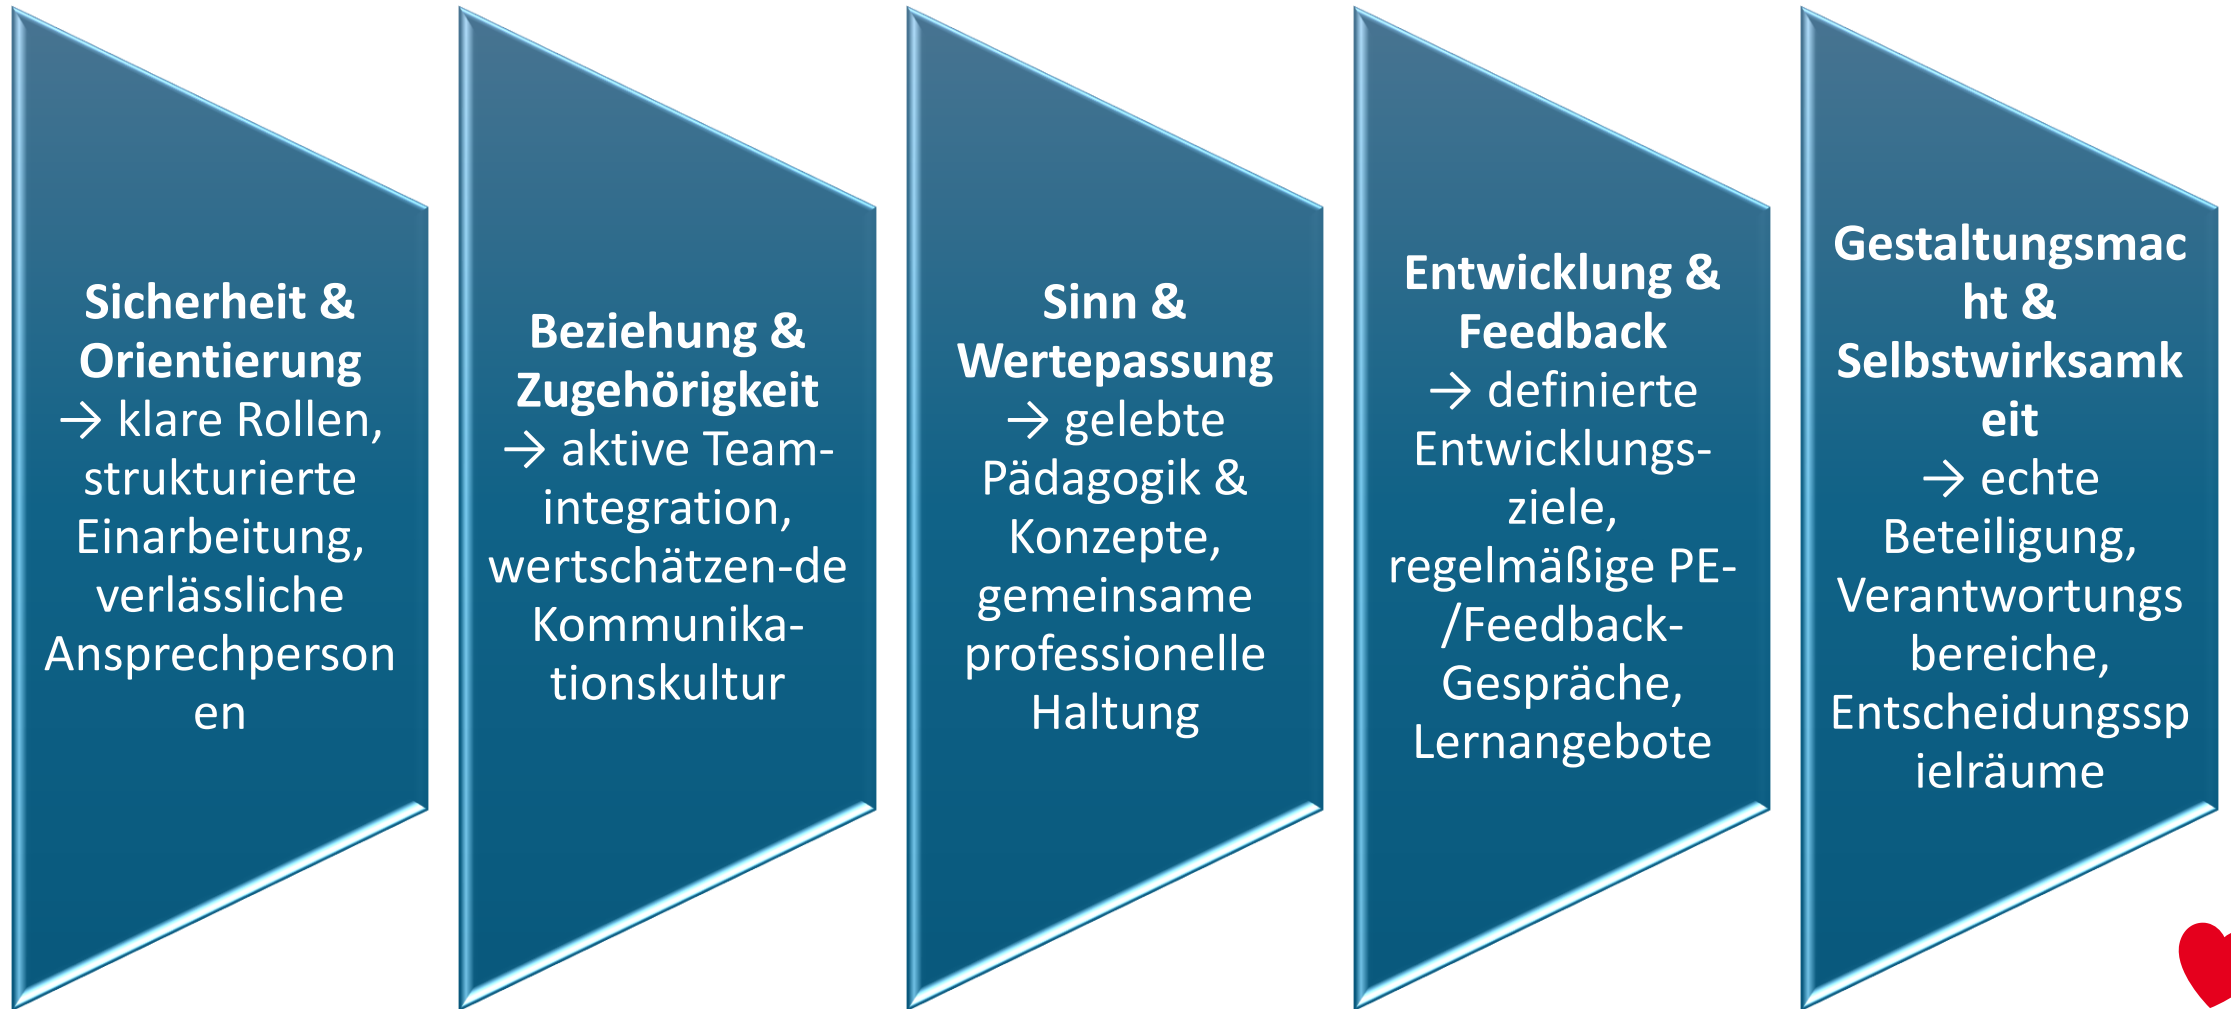 Sicherheit &
Orientierung
→ klare Rollen,
strukturierte
Einarbeitung,
verlässliche
Ansprechperson
en
Beziehung &
Zugehörigkeit
→ aktive Team-
integration,
wertschätzen-de
Kommunika-
tionskultur
Sinn &
Wertepassung
→ gelebte
Pädagogik &
Konzepte,
gemeinsame
professionelle
Haltung
Entwicklung &
Feedback
→ definierte
Entwicklungs-
ziele,
regelmäßige PE-
/Feedback-
Gespräche,
Lernangebote
Gestaltungsmac
ht &
Selbstwirksamk
eit
→ echte
Beteiligung,
Verantwortungs
bereiche,
Entscheidungssp
ielräume